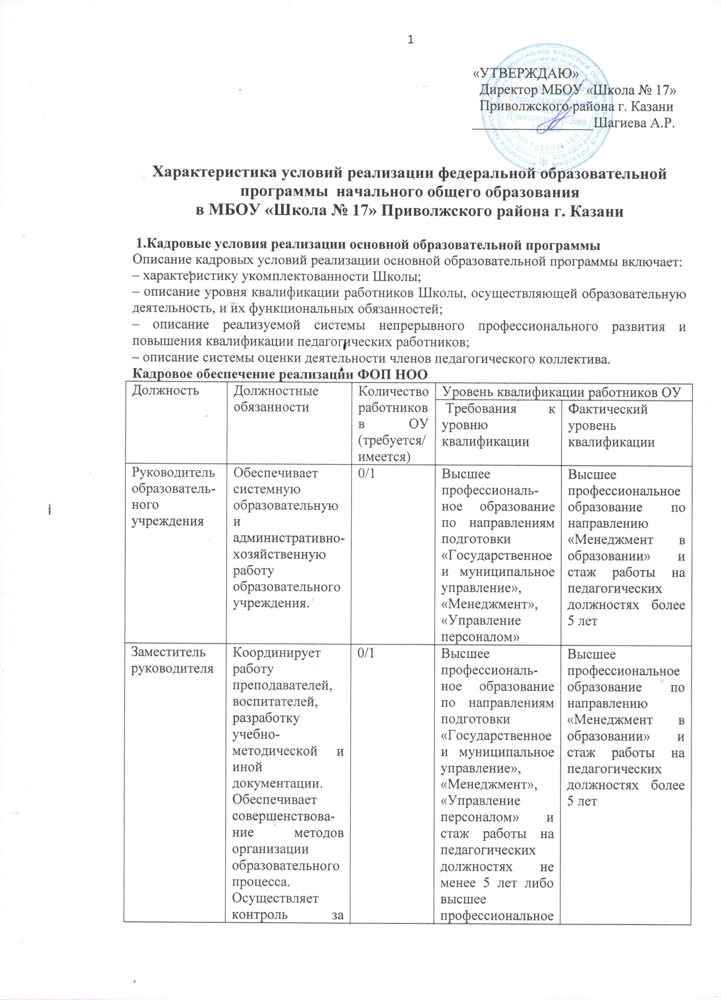 1
«УТВЕРЖДАЮ»
Директор МБОУ «Школа № 17»
Приволжского района г. Казани
Шагиева А.Р.
Характеристика условий реализации федеральной образовательной
программы начального общего образования
в МБОУ «Школа № 17» Приволжского района г. Казани
1.Кадровые условия реализации основной образовательной программы
Описание кадровых условий реализации основной образовательной программы включает:
– характеристику укомплектованности Школы;
– описание уровня квалификации работников Школы, осуществляющей образовательную
деятельность, и их функциональных обязанностей;
– описание реализуемой системы непрерывного профессионального развития и
повышения квалификации педагогических работников;
– описание системы оценки деятельности членов педагогического коллектива.
Кадровое обеспечение реализации ФОП НОО
Должность
Должностные
обязанности
Количество
работников
в ОУ
(требуется/
имеется)
Уровень квалификации работников ОУ
Требования к
уровню
квалификации
Фактический
уровень
квалификации
Руководитель
образователь-
ного
учреждения
Обеспечивает
системную
образовательную
и
административно-
хозяйственную
работу
образовательного
учреждения.
0/1
Высшее
профессиональ-
ное образование
по направлениям
подготовки
«Государственное
и муниципальное
управление»,
«Менеджмент»,
«Управление
персоналом»
Высшее
профессиональное
образование по
направлению
«Менеджмент в
образовании» и
стаж работы на
педагогических
должностях более
5 лет
Заместитель
руководителя
Координирует
работу
преподавателей,
воспитателей,
разработку
учебно-
методической и
иной
документации.
Обеспечивает
совершенствова-
ние методов
организации
образовательного
процесса.
Осуществляет
контроль за
0/1
Высшее
профессиональ-
ное образование
по направлениям
подготовки
«Государственное
и муниципальное
управление»,
«Менеджмент»,
«Управление
персоналом» и
стаж работы на
педагогических
должностях не
менее 5 лет либо
высшее
профессиональное
Высшее
профессиональное
образование по
направлению
«Менеджмент в
образовании» и
стаж работы на
педагогических
должностях более
5 лет